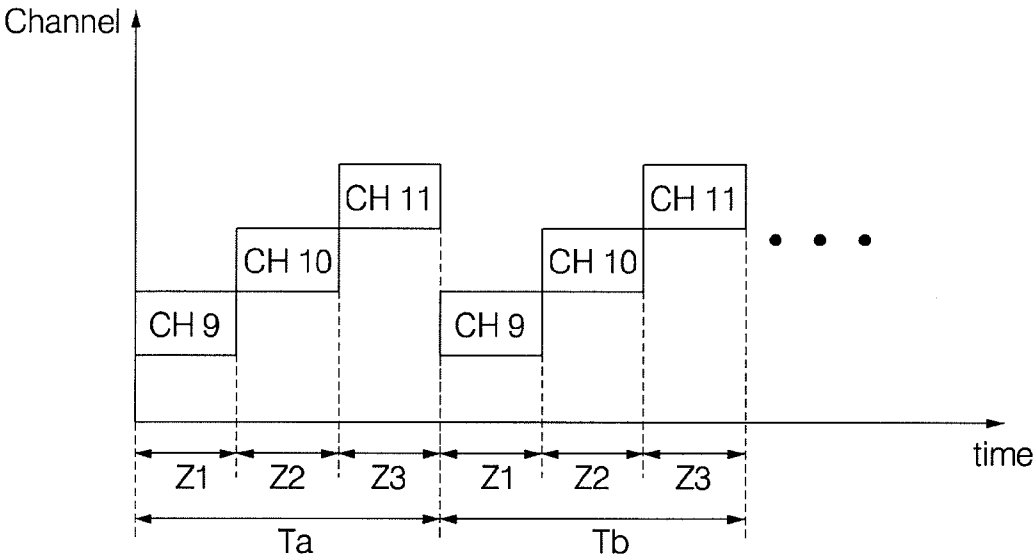 Channel
CH 11
CH 11
CH 10
CH 10
CH 9
CH 9
time
Z1
Z2
Z3
Z1
Z2
Z3
Ta
Tb